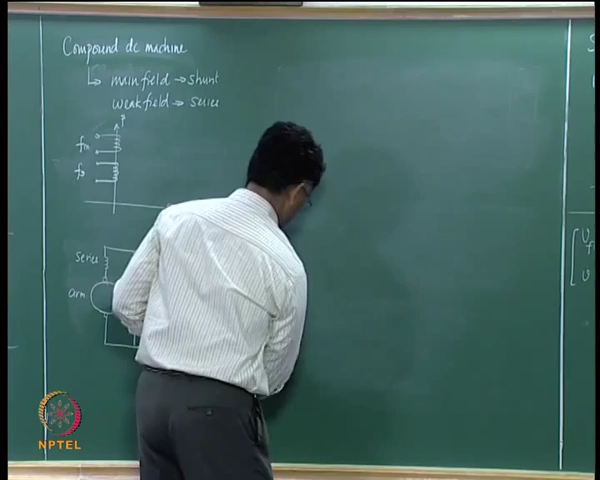 Compound dc machine
main field → shunt
weak field → series
β
fm
fs
series
arm
NPTEL